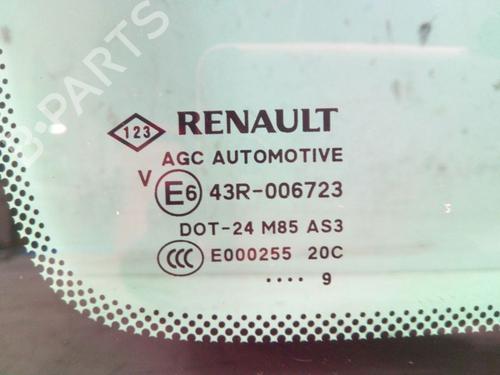 B-PARTS
123 RENAULT
AGC AUTOMOTIVE
V E6 43R-006723
DOT-24 M85 AS3
CCC E000255 20C
.... 9